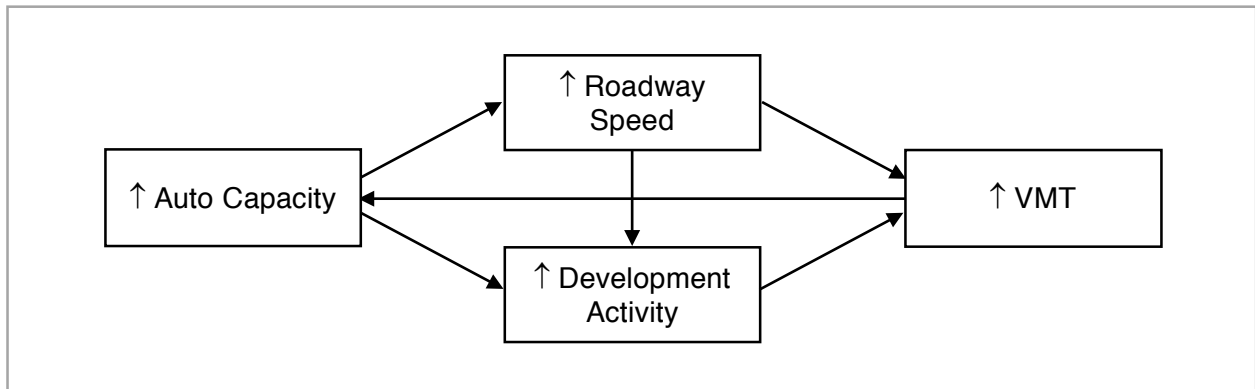 ↑ Roadway
Speed
↑ Auto Capacity
↑ VMT
↑ Development
Activity